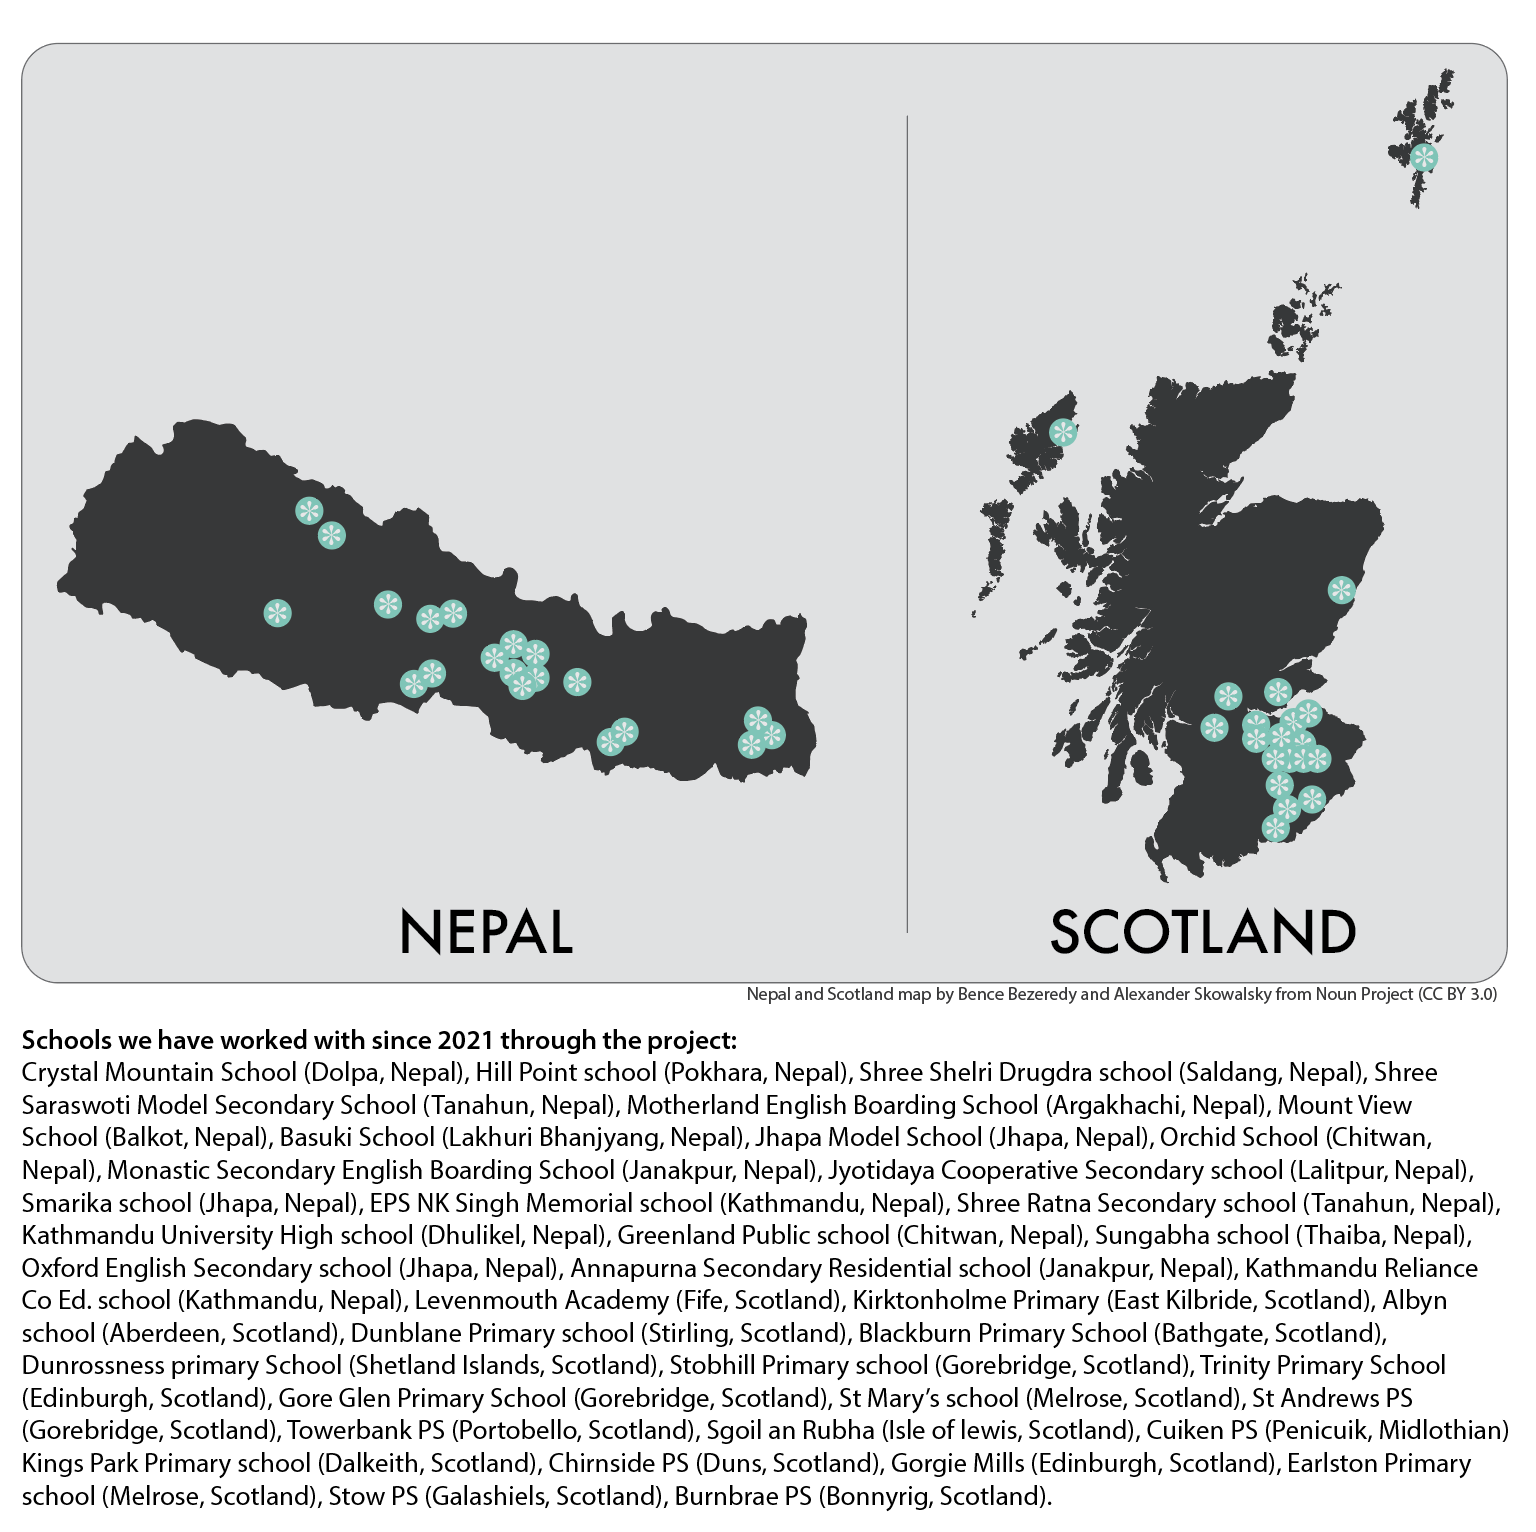 NEPAL
SCOTLAND
Nepal and Scotland map by Bence Bezeredy and Alexander Skowalsky from Noun Project (CC BY 3.0)
Schools we have worked with since 2021 through the project:
Crystal Mountain School (Dolpa, Nepal), Hill Point school (Pokhara, Nepal), Shree Shelri Drugdra school (Saldang, Nepal), Shree
Saraswoti Model Secondary School (Tanahun, Nepal), Motherland English Boarding School (Argakhachi, Nepal), Mount View
School (Balkot, Nepal), Basuki School (Lakhuri Bhanjyang, Nepal), Jhapa Model School (Jhapa, Nepal), Orchid School (Chitwan,
Nepal), Monastic Secondary English Boarding School (Janakpur, Nepal), Jyotidaya Cooperative Secondary school (Lalitpur, Nepal),
Smarika school (Jhapa, Nepal), EPS NK Singh Memorial school (Kathmandu, Nepal), Shree Ratna Secondary school (Tanahun, Nepal),
Kathmandu University High school (Dhulikel, Nepal), Greenland Public school (Chitwan, Nepal), Sungabha school (Thaiba, Nepal),
Oxford English Secondary school (Jhapa, Nepal), Annapurna Secondary Residential school (Janakpur, Nepal), Kathmandu Reliance
Co Ed. school (Kathmandu, Nepal), Levenmouth Academy (Fife, Scotland), Kirktonholme Primary (East Kilbride, Scotland), Albyn
school (Aberdeen, Scotland), Dunblane Primary school (Stirling, Scotland), Blackburn Primary School (Bathgate, Scotland),
Dunrossness primary School (Shetland Islands, Scotland), Stobhill Primary school (Gorebridge, Scotland), Trinity Primary School
(Edinburgh, Scotland), Gore Glen Primary School (Gorebridge, Scotland), St Mary's school (Melrose, Scotland), St Andrews PS
(Gorebridge, Scotland), Towerbank PS (Portobello, Scotland), Sgoil an Rubha (Isle of lewis, Scotland), Cuiken PS (Penicuik, Midlothian)
Kings Park Primary school (Dalkeith, Scotland), Chirnside PS (Duns, Scotland), Gorgie Mills (Edinburgh, Scotland), Earlston Primary
school (Melrose, Scotland), Stow PS (Galashiels, Scotland), Burnbrae PS (Bonnyrig, Scotland).